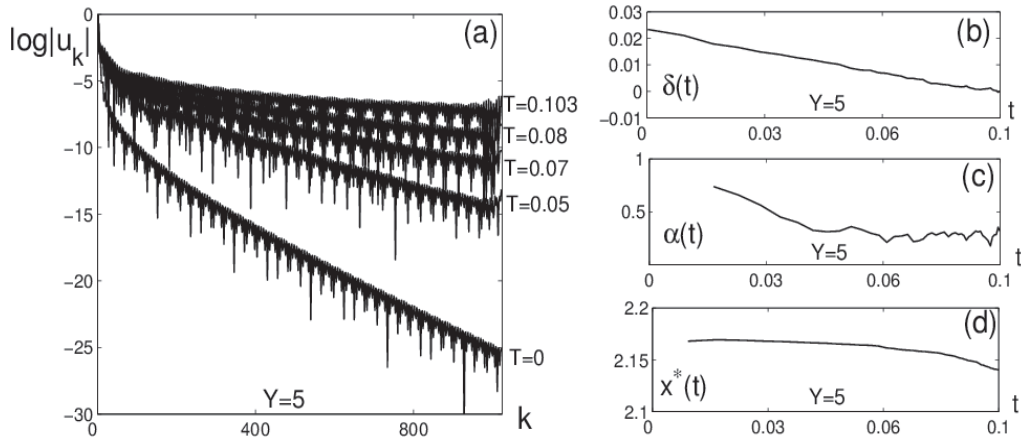 log|u_k|
(a)
0
−5
−10
−15
−20
−25
−30
T=0.103
T=0.08
T=0.07
T=0.05
T=0
Y=5
0 400 800
k
(b)
0.03
0.02
0.01
0
−0.01
δ(t)
Y=5
0 0.03 0.06 0.1
t
(c)
1
0.5
α(t)
Y=5
0 0.03 0.06 0.1
t
(d)
2.2
2.15
2.1
x*(t)
Y=5
0 0.03 0.06 0.1
t